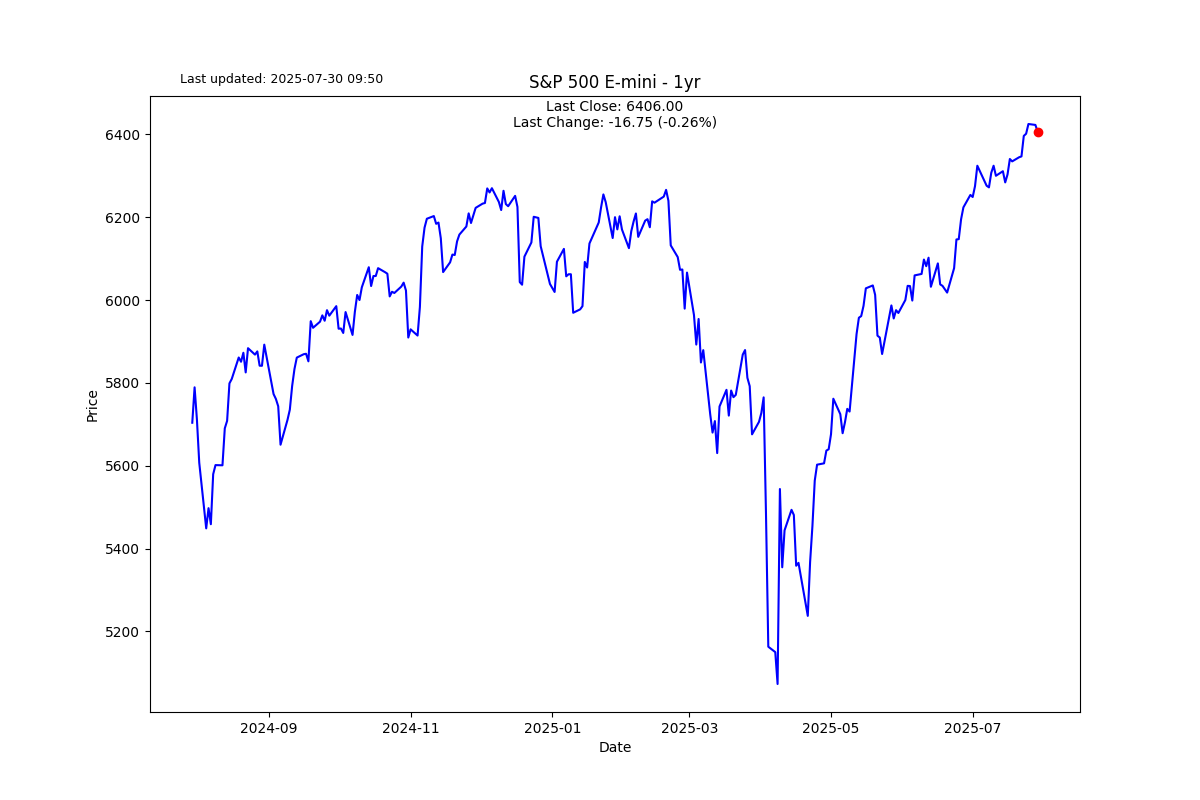 Last updated: 2025-07-30 09:50
S&P 500 E-mini - 1yr
Last Close: 6406.00
Last Change: -16.75 (-0.26%)
Price
6400
6200
6000
5800
5600
5400
5200
2024-09
2024-11
2025-01
2025-03
2025-05
2025-07
Date